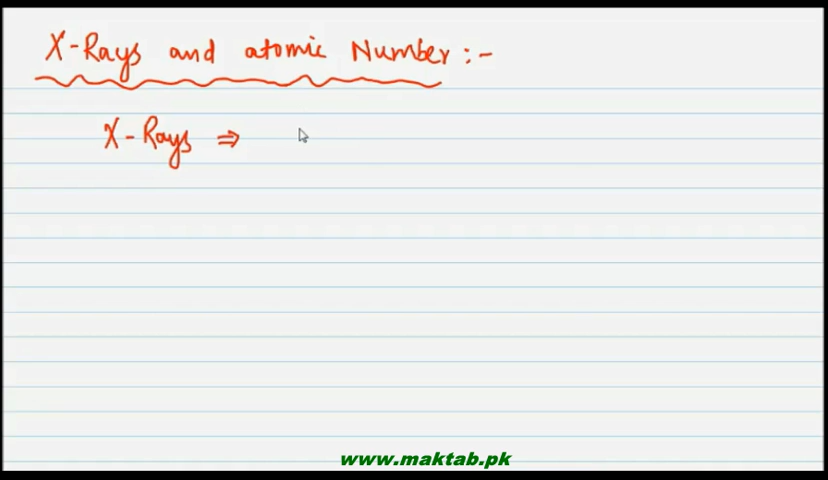 X-Rays and atomic Number :-
X-Rays ⇒
www.maktab.pk